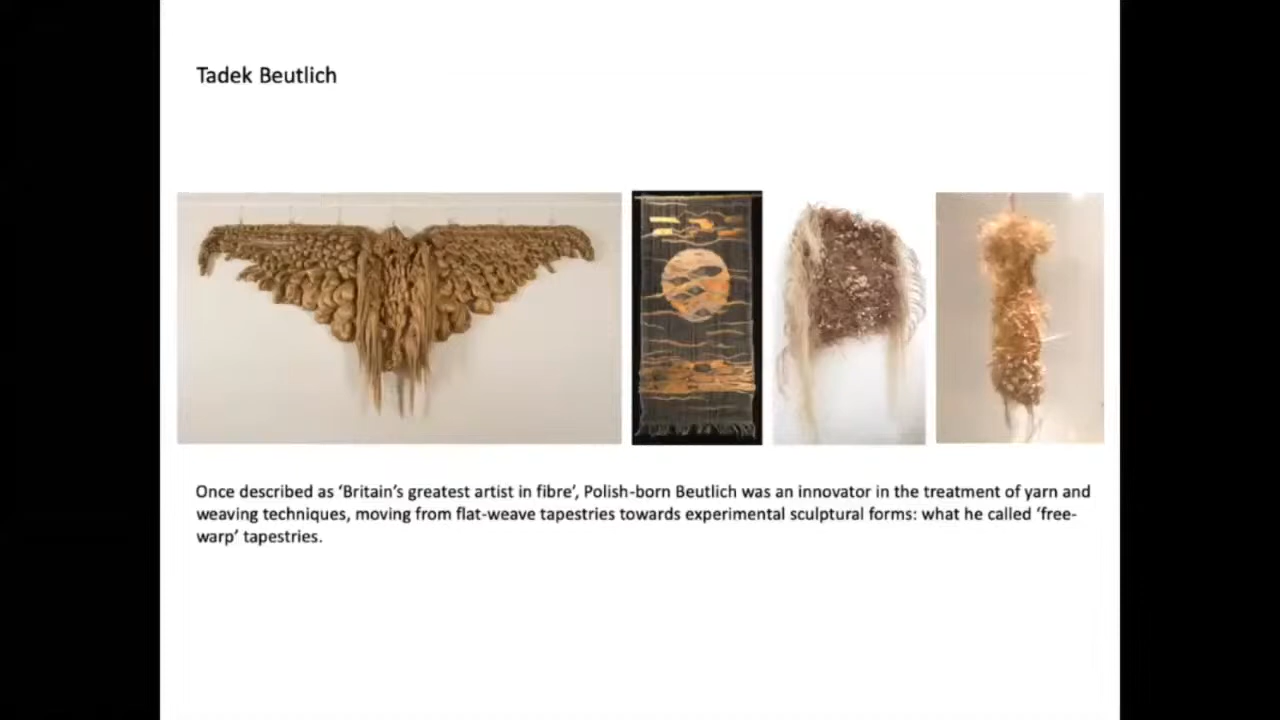 Tadek Beutlich
Once described as ‘Britain’s greatest artist in fibre’, Polish-born Beutlich was an innovator in the treatment of yarn and
weaving techniques, moving from flat-weave tapestries towards experimental sculptural forms: what he called ‘free-
warp’ tapestries.